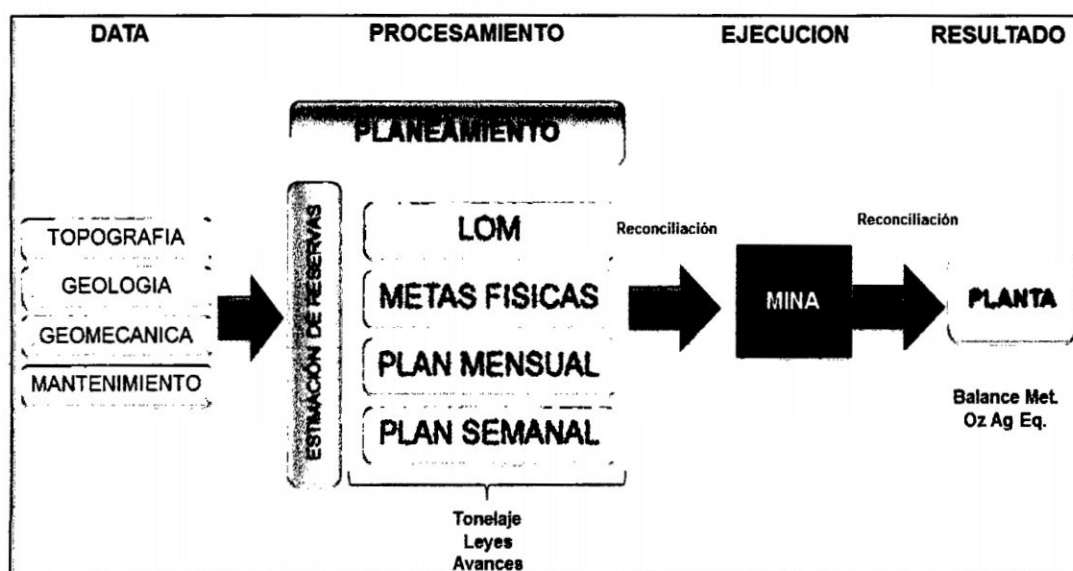 DATA
PROCESAMIENTO
EJECUCION
RESULTADO
PLANEAMIENTO
TOPOGRAFIA
GEOLOGIA
GEOMECANICA
MANTENIMIENTO
ESTIMACIÓN DE RESERVAS
LOM
METAS FISICAS
PLAN MENSUAL
PLAN SEMANAL
Tonelaje
Leyes
Avances
Reconciliación
MINA
Reconciliación
PLANTA
Balance Met.
Oz Ag Eq.